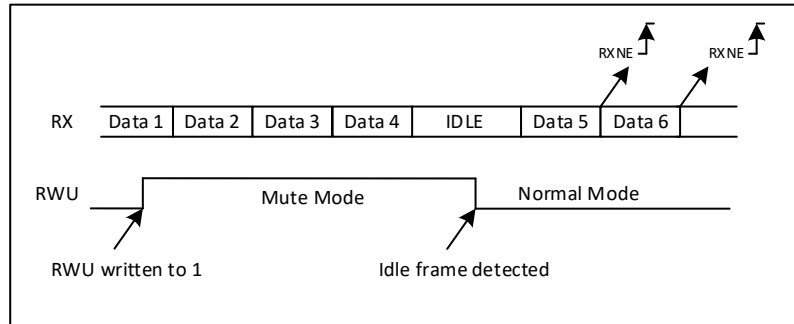 RXNE RXNE
RX Data 1 Data 2 Data 3 Data 4 IDLE Data 5 Data 6
RWU Mute Mode Normal Mode
RWU written to 1 Idle frame detected